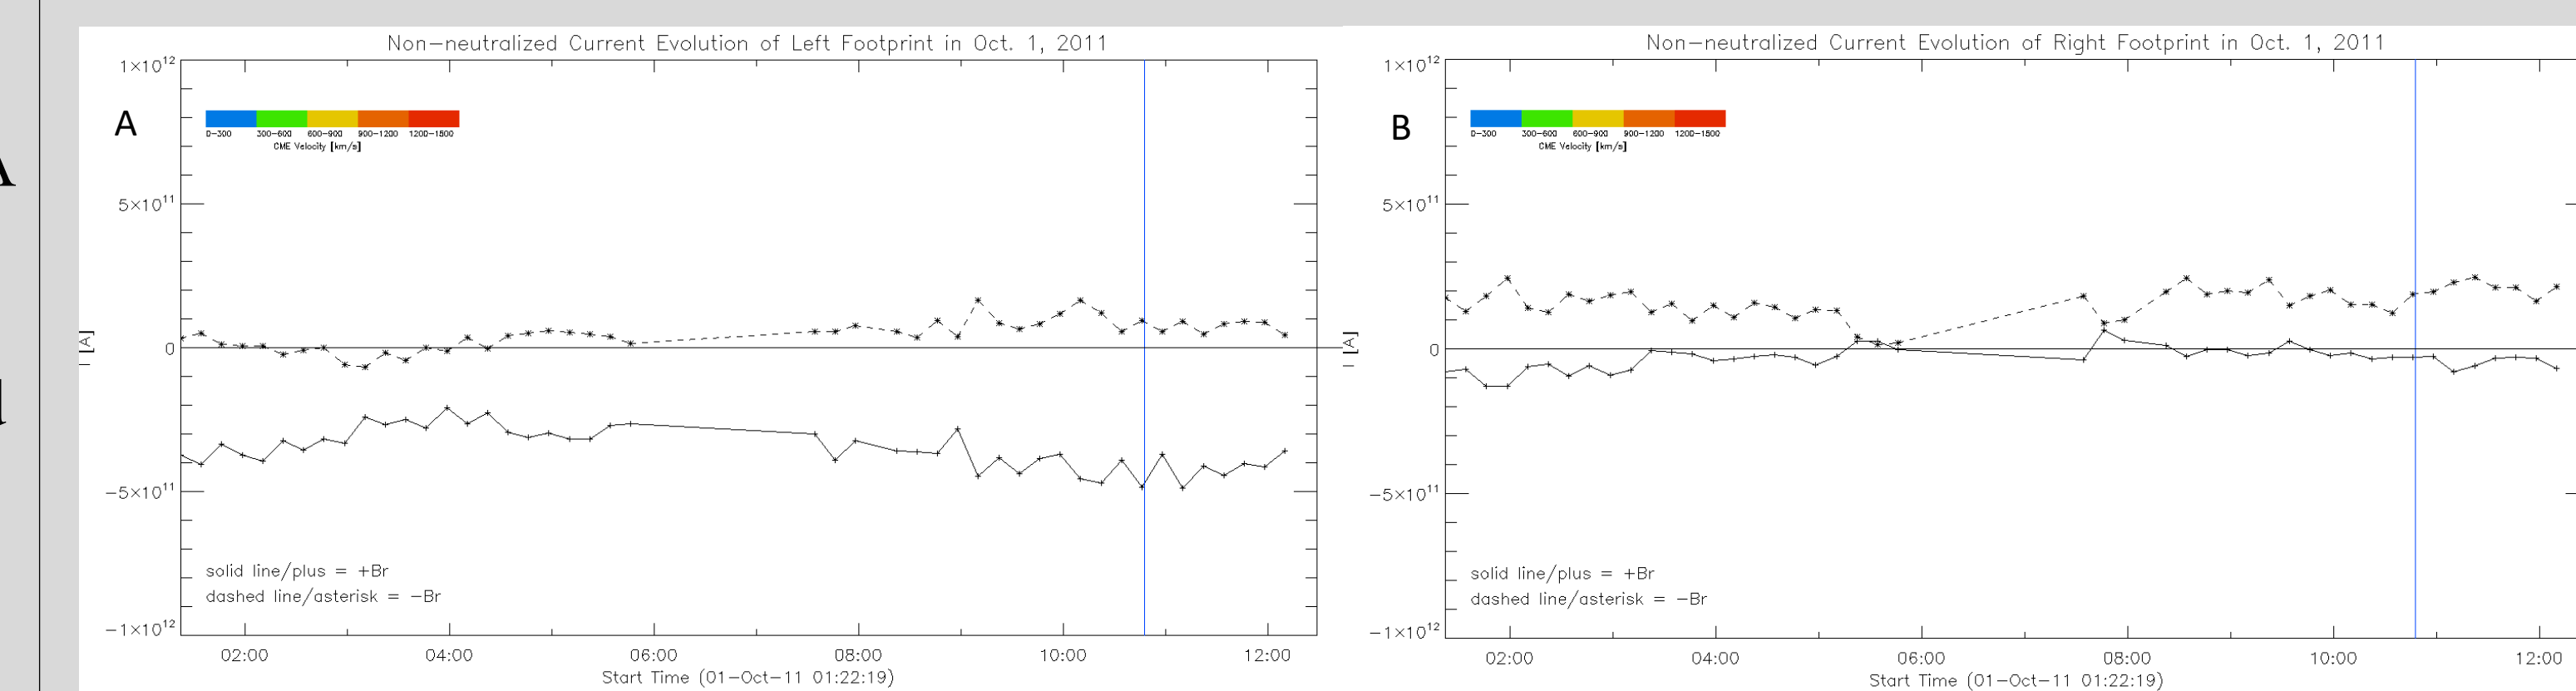 A
d
Non-neutralized Current Evolution of Left Footprint in Oct. 1, 2011
1×10¹²
5×10¹¹
0
-5×10¹¹
-1×10¹²
I [A]
A
0-300 300-600 600-900 900-1200 1200-1500
CME Velocity [km/s]
solid line/plus = +Br
dashed line/asterisk = -Br
02:00 04:00 06:00 08:00 10:00 12:00
Start Time (01-Oct-11 01:22:19)
Non-neutralized Current Evolution of Right Footprint in Oct. 1, 2011
1×10¹²
5×10¹¹
0
-5×10¹¹
-1×10¹²
I [A]
B
0-300 300-600 600-900 900-1200 1200-1500
CME Velocity [km/s]
solid line/plus = +Br
dashed line/asterisk = -Br
02:00 04:00 06:00 08:00 10:00 12:00
Start Time (01-Oct-11 01:22:19)